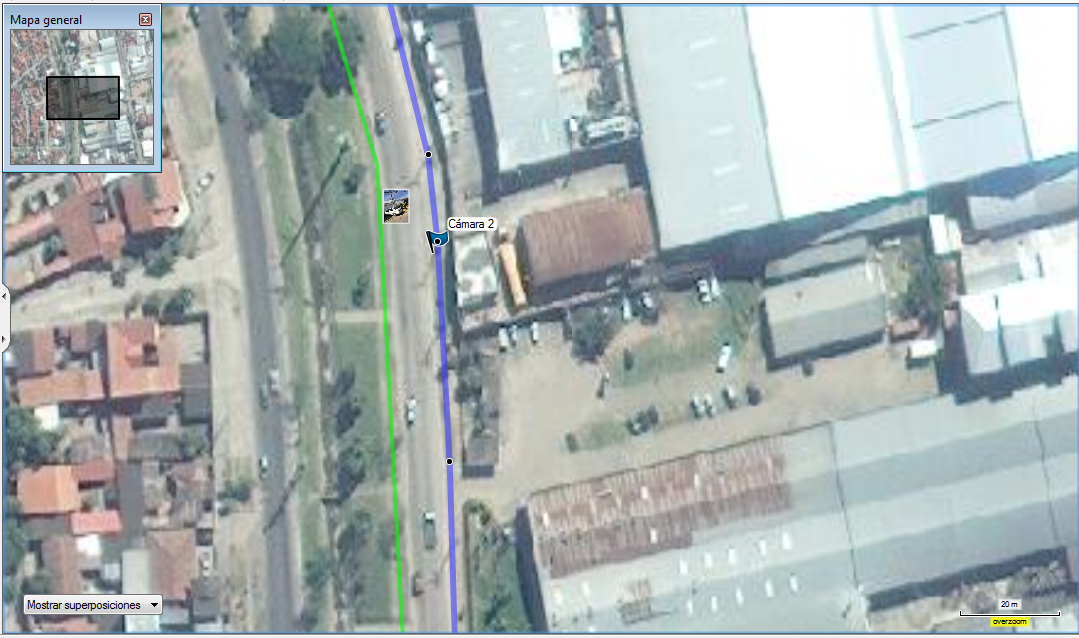 Mapa general
Cámara 2
Mostrar superposiciones
20 m
overzoom